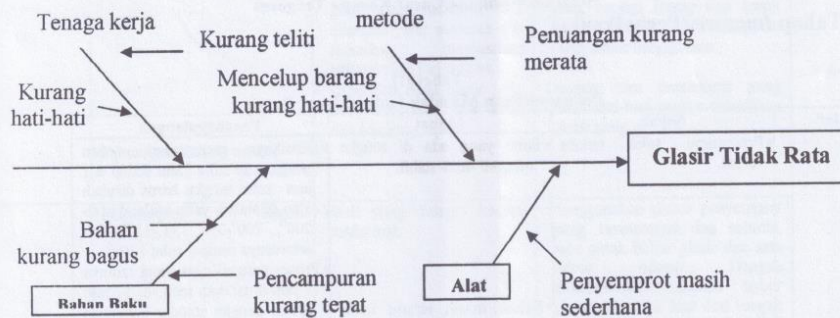 Tenaga kerja
metode
Kurang teliti
Penuangan kurang
merata
Kurang
hati-hati
Mencelup barang
kurang hati-hati
Glasir Tidak Rata
Bahan
kurang bagus
Bahan Baku
Pencampuran
kurang tepat
Alat
Penyemprot masih
sederhana